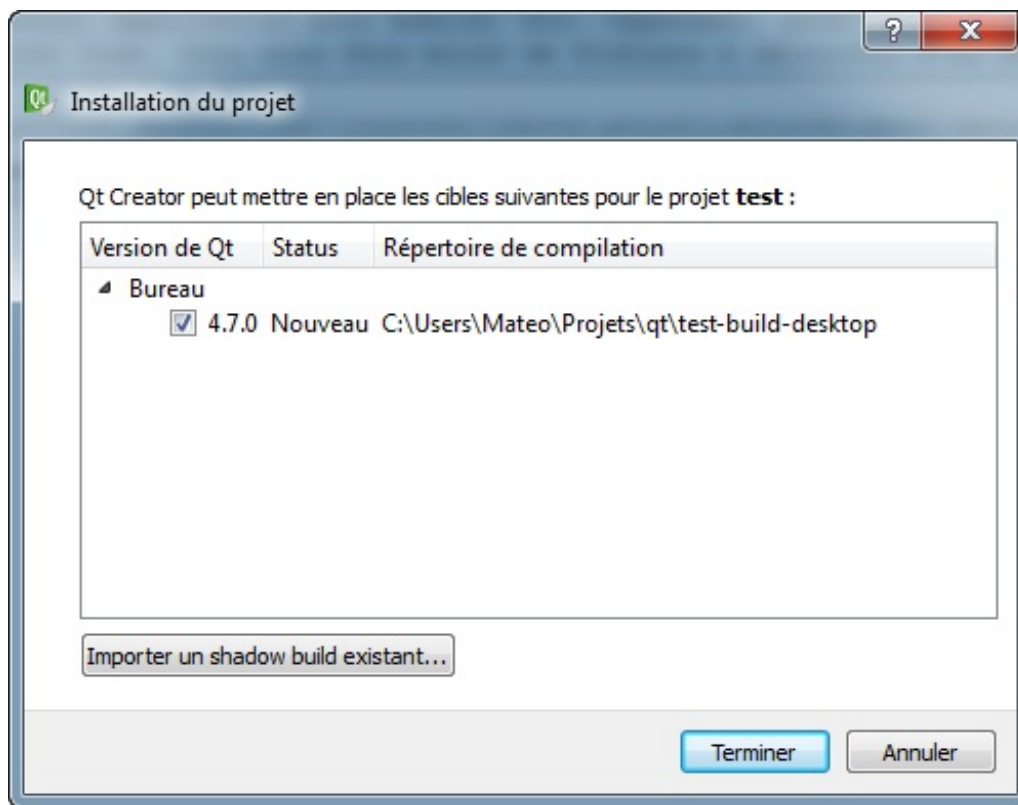 Qt Installation du projet
Qt Creator peut mettre en place les cibles suivantes pour le projet test :
Version de Qt Status Répertoire de compilation
Bureau
4.7.0 Nouveau C:\Users\Mateo\Projets\qt\test-build-desktop
Importer un shadow build existant...
Terminer Annuler